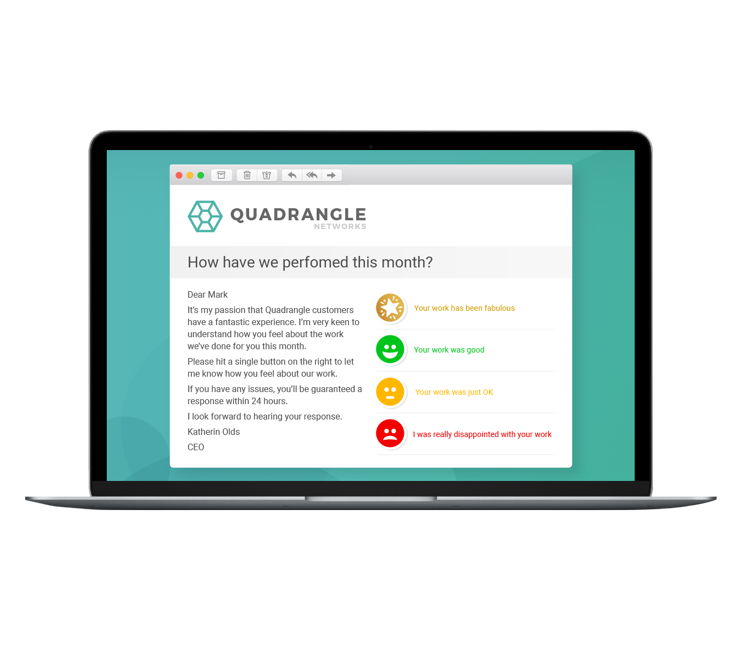 QUADRANGLE
NETWORKS
How have we perfomed this month?
Dear Mark
It's my passion that Quadrangle customers
have a fantastic experience. I'm very keen to
understand how you feel about the work
we've done for you this month.
Please hit a single button on the right to let
me know how you feel about our work.
If you have any issues, you'll be guaranteed a
response within 24 hours.
I look forward to hearing your response.
Katherin Olds
CEO
Your work has been fabulous
Your work was good
Your work was just OK
I was really disappointed with your work